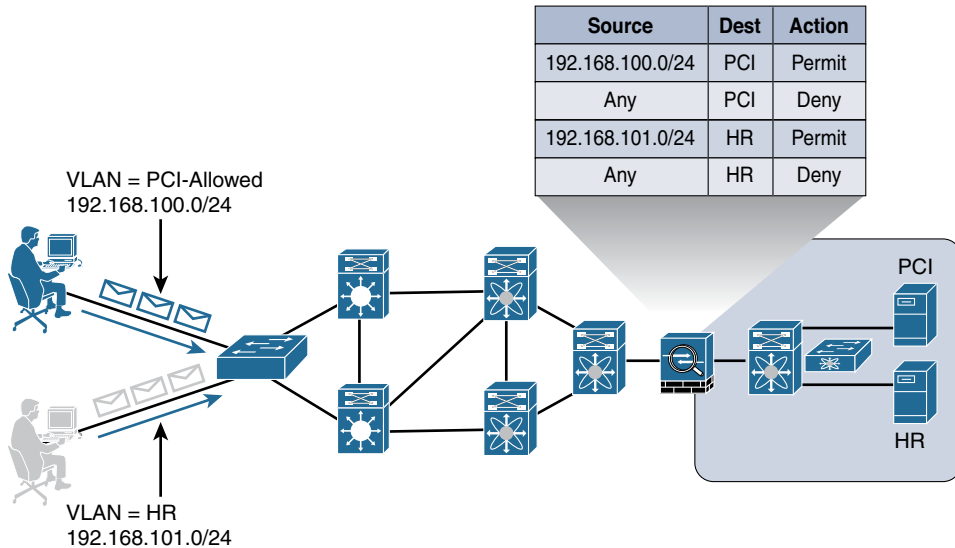 Source Dest Action
192.168.100.0/24 PCI Permit
Any PCI Deny
192.168.101.0/24 HR Permit
Any HR Deny
VLAN = PCI-Allowed
192.168.100.0/24
PCI
HR
VLAN = HR
192.168.101.0/24